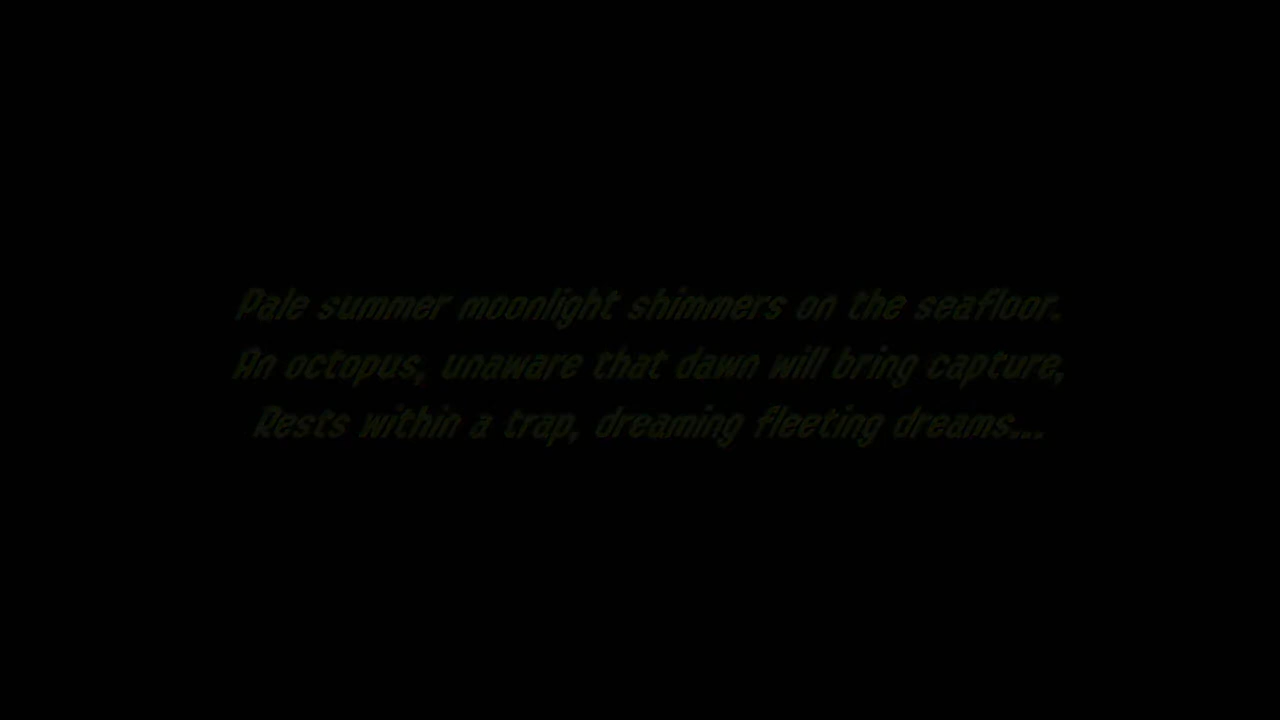 Pale summer moonlight shimmers on the seafloor.
An octopus, unaware that dawn will bring capture,
Rests within a trap, dreaming fleeting dreams...